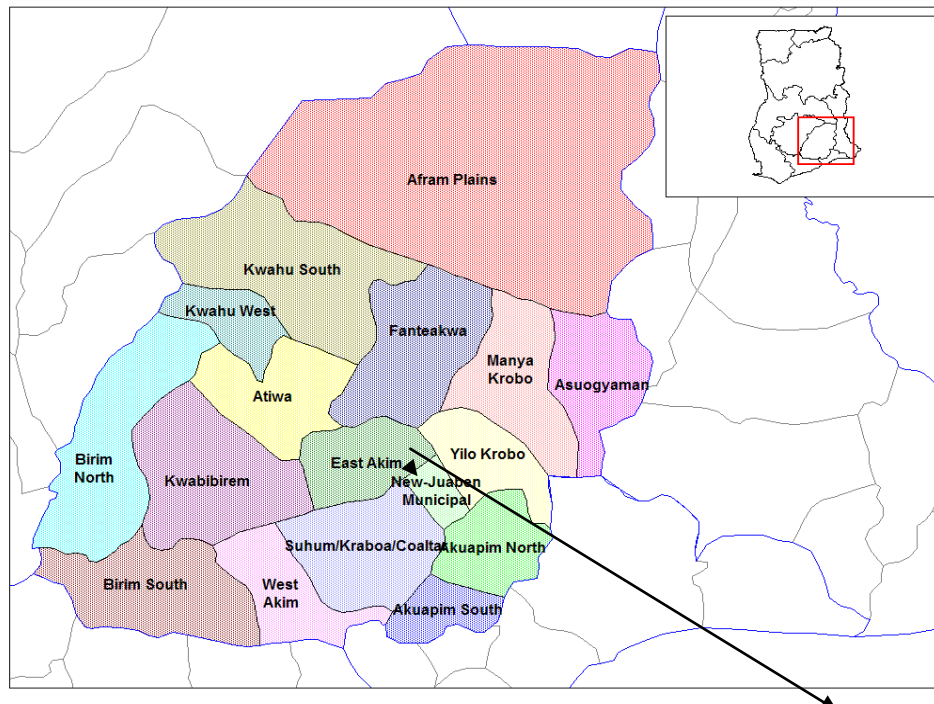 Afram Plains
Kwahu South
Kwahu West
Fanteakwa
Manya
Krobo
Asuogyaman
Atiwa
Birim
North
Kwabibirem
East Akim
Yilo Krobo
New-Juaben
Municipal
Suhum/Kraboa/Coaltar
Akuapim North
Birim South
West
Akim
Akuapim South